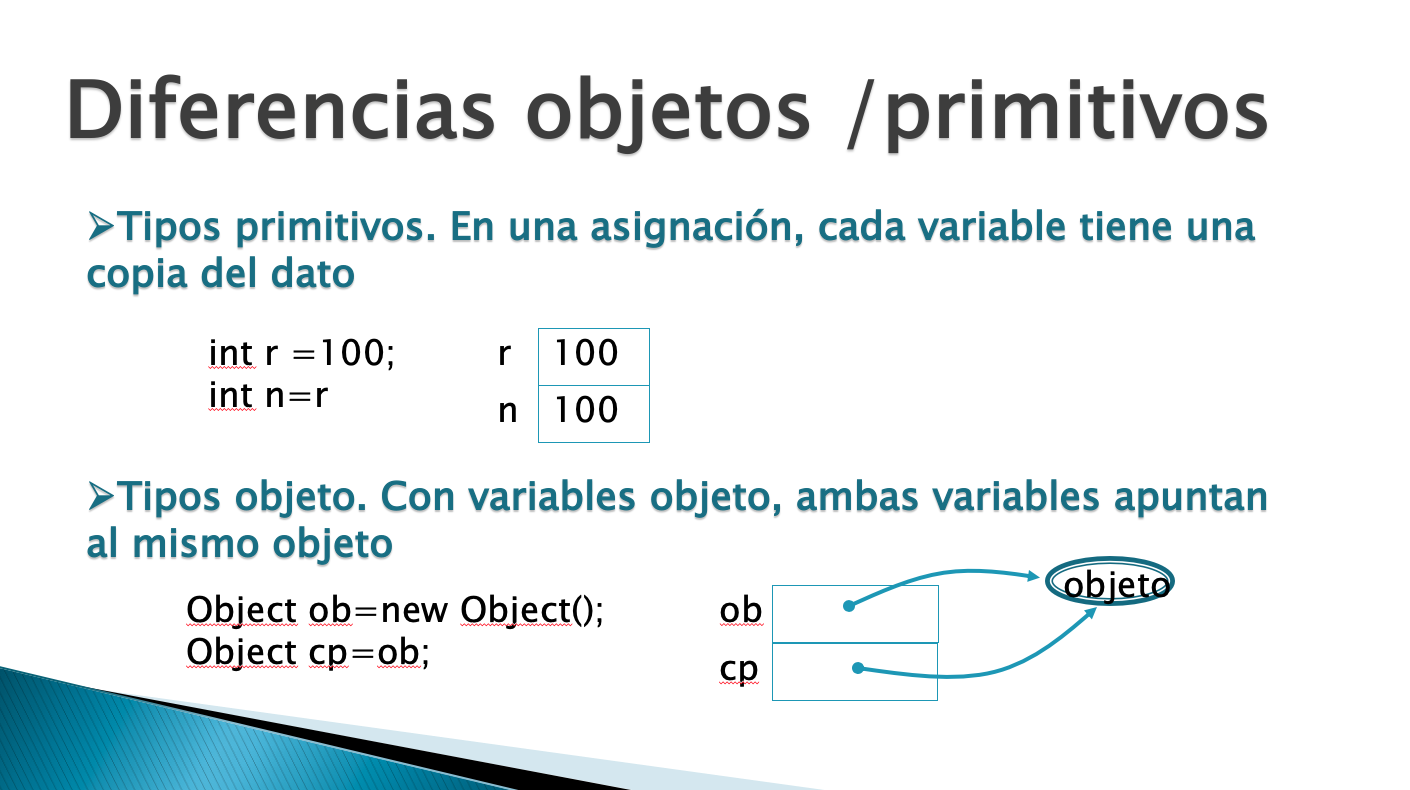 Diferencias objetos /primitivos
➢Tipos primitivos. En una asignación, cada variable tiene una
copia del dato
int r =100;
int n=r
r 100
n 100
➢Tipos objeto. Con variables objeto, ambas variables apuntan
al mismo objeto
Object ob=new Object();
Object cp=ob;
ob
cp
objeto